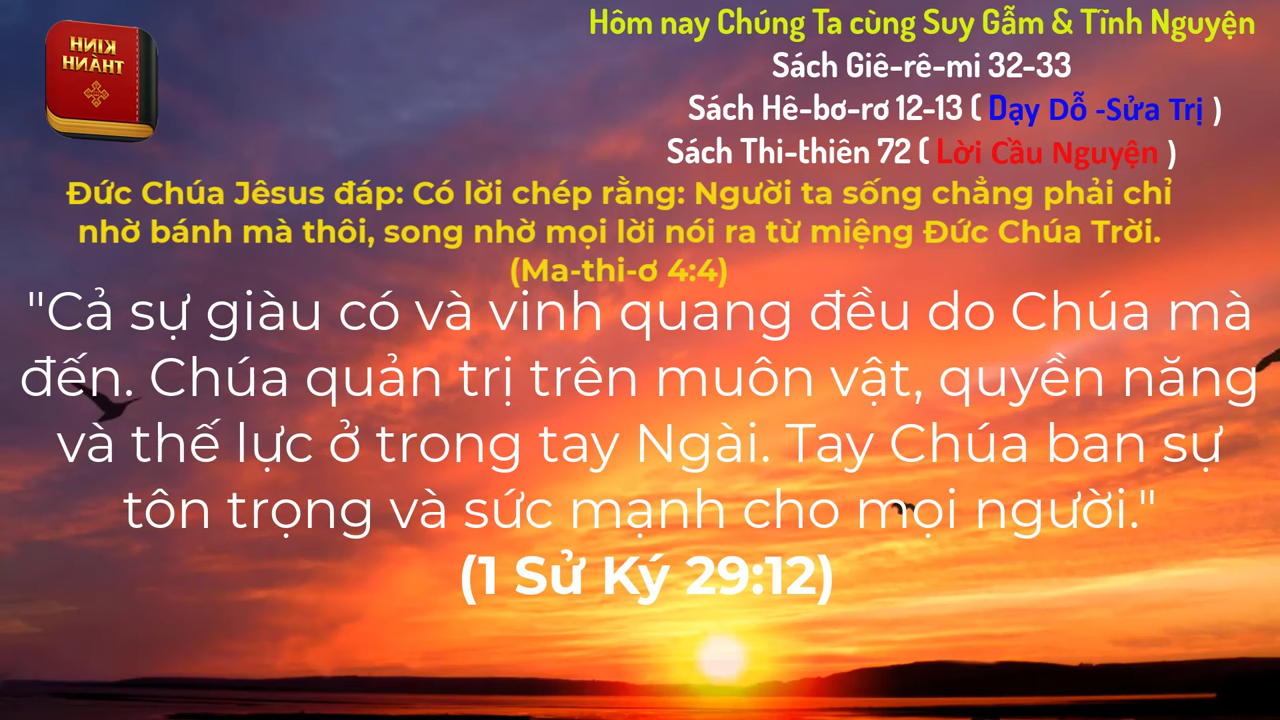 KINH
THÁNH
Hôm nay Chúng Ta cùng Suy Gẫm & Tĩnh Nguyện
Sách Giê-rê-mi 32-33
Sách Hê-bơ-rơ 12-13 ( Dạy Dỗ -Sửa Trị )
Sách Thi-thiên 72 ( Lời Cầu Nguyện )
Đức Chúa Jêsus đáp: Có lời chép rằng: Người ta sống chẳng phải chỉ
nhờ bánh mà thôi, song nhờ mọi lời nói ra từ miệng Đức Chúa Trời.
(Ma-thi-ơ 4:4)
"Cả sự giàu có và vinh quang đều do Chúa mà
đến. Chúa quản trị trên muôn vật, quyền năng
và thế lực ở trong tay Ngài. Tay Chúa ban sự
tôn trọng và sức mạnh cho mọi người."
(1 Sử Ký 29:12)